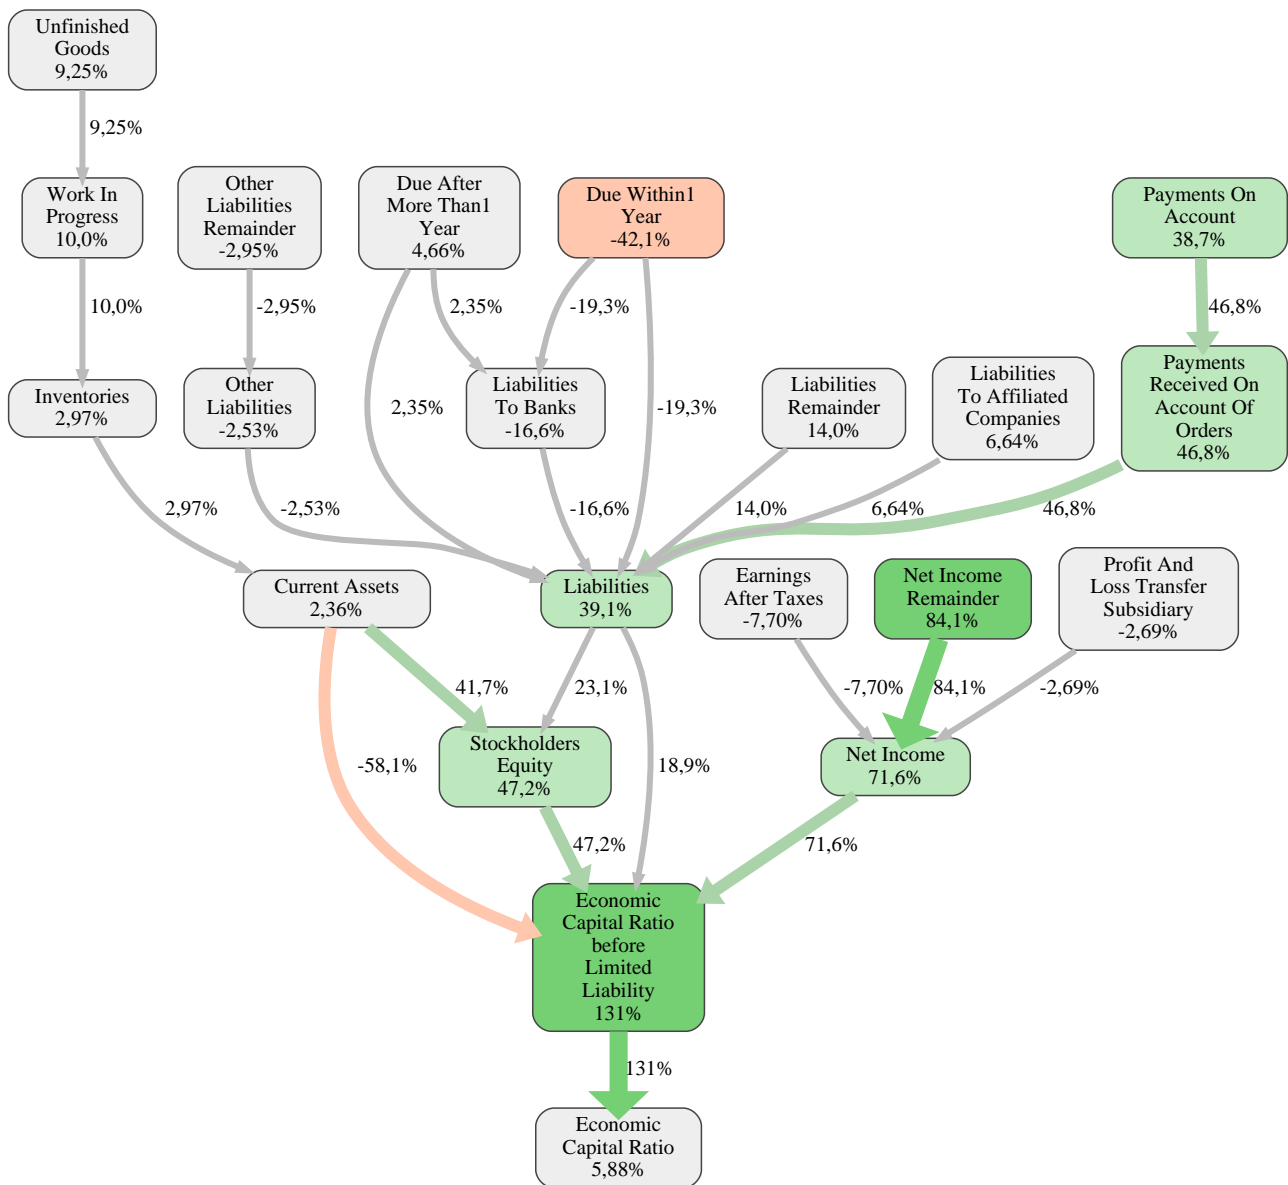 Unfinished
Goods
9,25%
9,25%
Work In
Progress
10,0%
Other
Liabilities
Remainder
-2,95%
Due After
More Than1
Year
4,66%
Due Within1
Year
-42,1%
Payments On
Account
38,7%
10,0%
-2,95%
2,35%
-19,3%
46,8%
Inventories
2,97%
Other
Liabilities
-2,53%
2,35%
Liabilities
To Banks
-16,6%
-19,3%
Liabilities
Remainder
14,0%
Liabilities
To Affiliated
Companies
6,64%
Payments
Received On
Account Of
Orders
46,8%
2,97%
-2,53%
-16,6%
14,0%
6,64%
46,8%
Current Assets
2,36%
Liabilities
39,1%
Earnings
After Taxes
-7,70%
Net Income
Remainder
84,1%
Profit And
Loss Transfer
Subsidiary
-2,69%
41,7%
23,1%
-7,70%
84,1%
-2,69%
-58,1%
Stockholders
Equity
47,2%
18,9%
Net Income
71,6%
47,2%
71,6%
Economic
Capital Ratio
before
Limited
Liability
131%
131%
Economic
Capital Ratio
5,88%